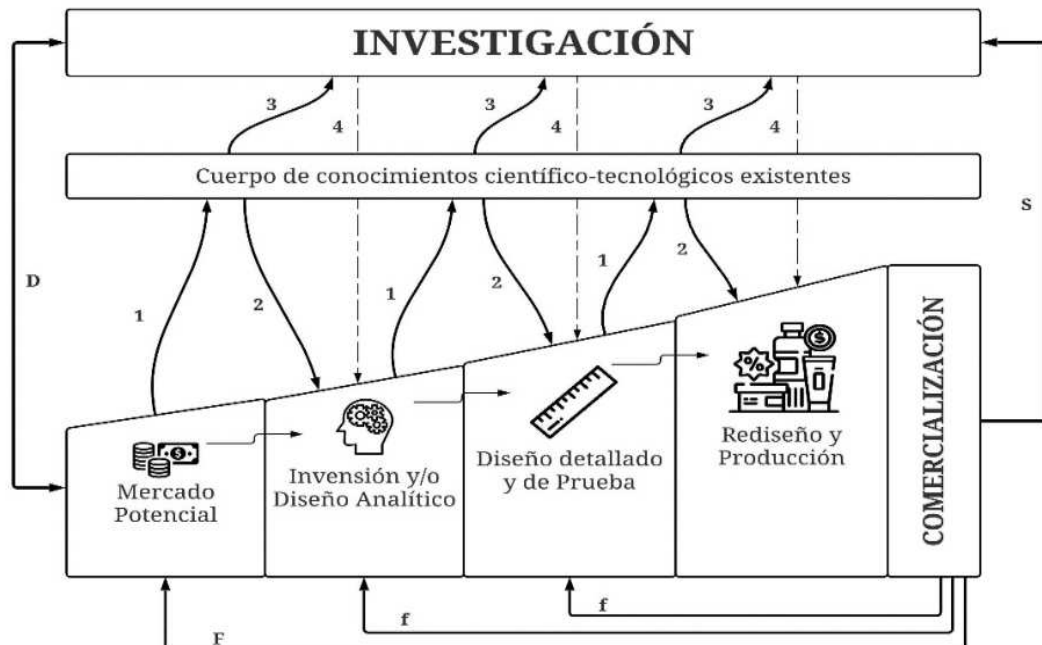 INVESTIGACIÓN
3
4
3
4
3
4
Cuerpo de conocimientos científico-tecnológicos existentes
D
S
1
2
1
2
1
2
Mercado
Potencial
Invensión y/o
Diseño Analítico
Diseño detallado
y de Prueba
Rediseño y
Producción
COMERCIALIZACIÓN
f
f
F